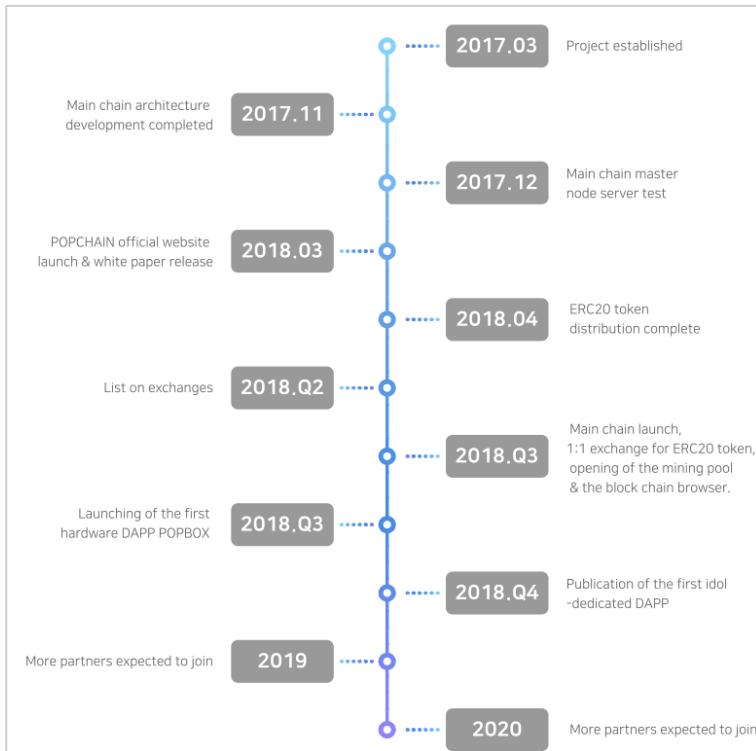 2017.03
Project established
Main chain architecture
development completed
2017.11
2017.12
Main chain master
node server test
POPCHAIN official website
launch & white paper release
2018.03
2018.04
ERC20 token
distribution complete
List on exchanges
2018.Q2
2018.Q3
Main chain launch,
1:1 exchange for ERC20 token,
opening of the mining pool
& the block chain browser.
Launching of the first
hardware DAPP POPBOX
2018.Q3
2018.Q4
Publication of the first idol
-dedicated DAPP
More partners expected to join
2019
2020
More partners expected to join